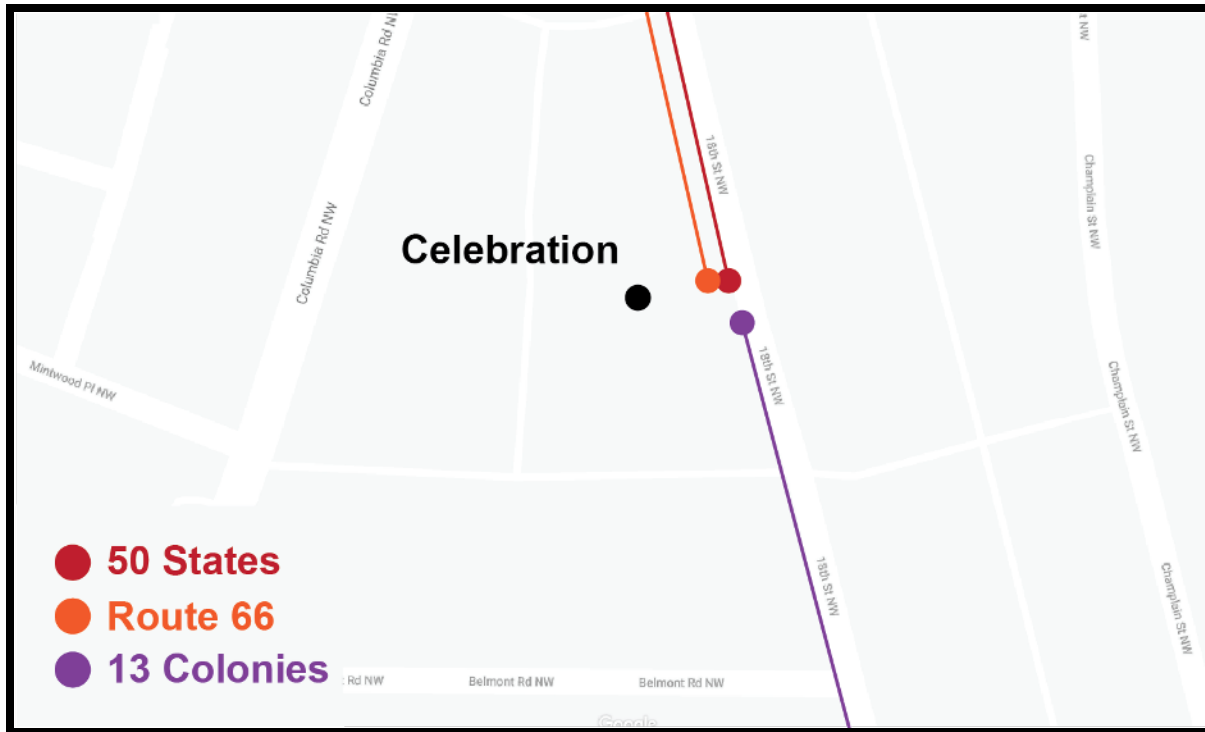 Columbia Rd N
t NW
18th St NW
Champlain St NW
Columbia Rd NW
Celebration
18th St NW
Mintwood Pl NW
Champlain St NW
50 States
18th St NW
Champlain St NW
Route 66
13 Colonies
Rd NW
Belmont Rd NW
Belmont Rd NW
Google